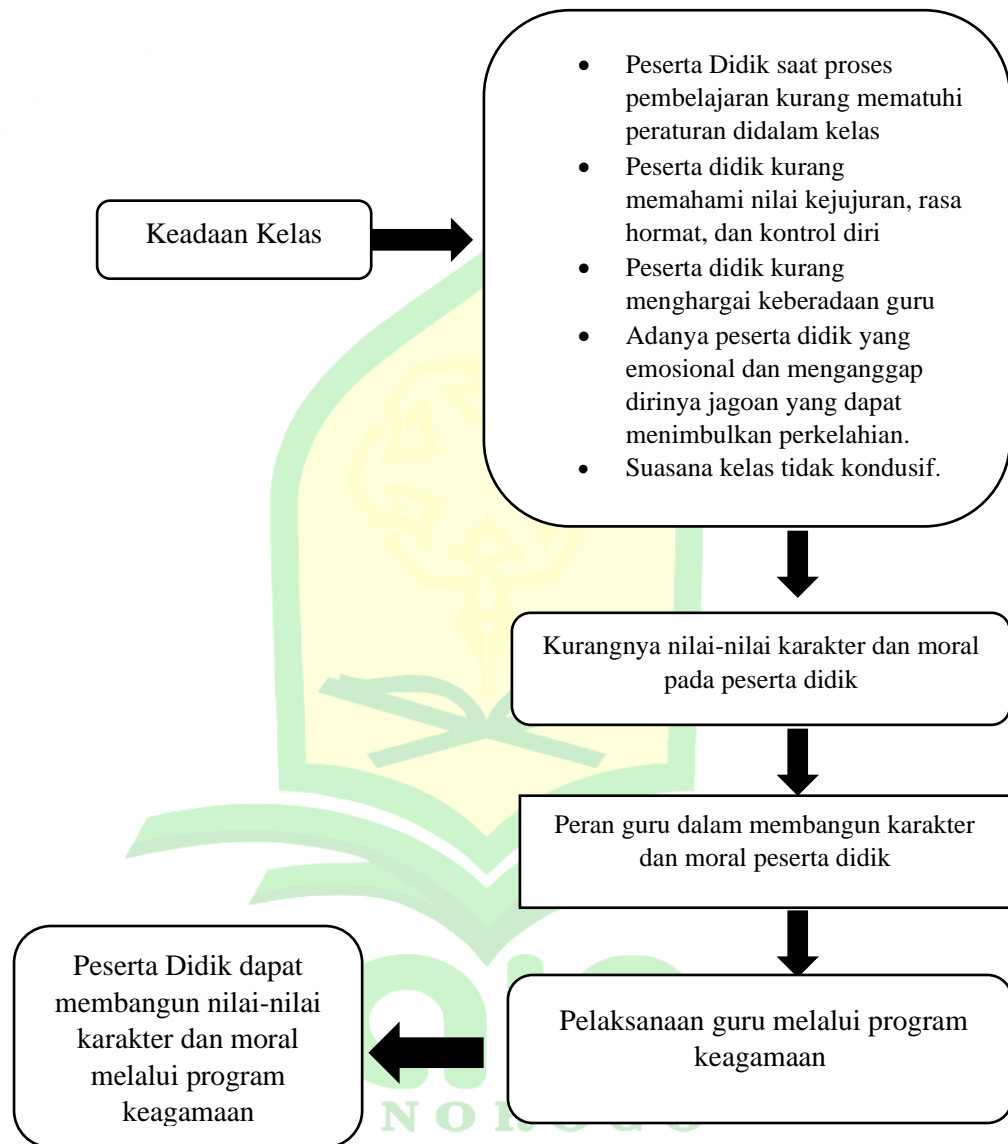 Keadaan Kelas
• Peserta Didik saat proses
pembelajaran kurang mematuhi
peraturan didalam kelas
• Peserta didik kurang
memahami nilai kejujuran, rasa
hormat, dan kontrol diri
• Peserta didik kurang
menghargai keberadaan guru
• Adanya peserta didik yang
emosional dan menganggap
dirinya jagoan yang dapat
menimbulkan perkelahian.
• Suasana kelas tidak kondusif.
Kurangnya nilai-nilai karakter dan moral
pada peserta didik
Peran guru dalam membangun karakter
dan moral peserta didik
Pelaksanaan guru melalui program
keagamaan
Peserta Didik dapat
membangun nilai-nilai
karakter dan moral
melalui program
keagamaan